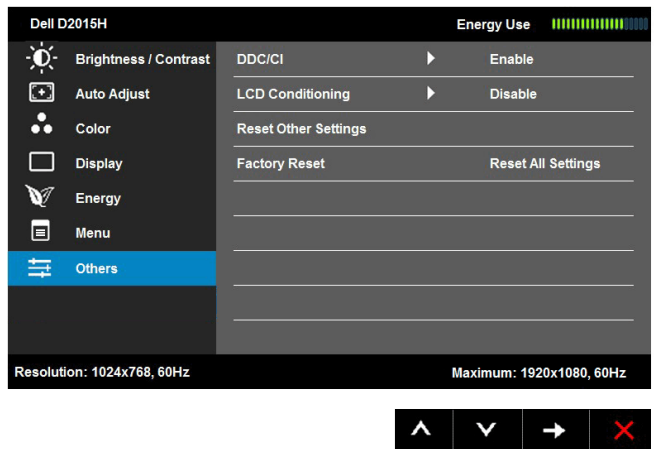 Dell D2015H Energy Use
Brightness / Contrast DDC/CI Enable
Auto Adjust LCD Conditioning Disable
Color Reset Other Settings
Display Factory Reset Reset All Settings
Energy
Menu
Others
Resolution: 1024x768, 60Hz Maximum: 1920x1080, 60Hz